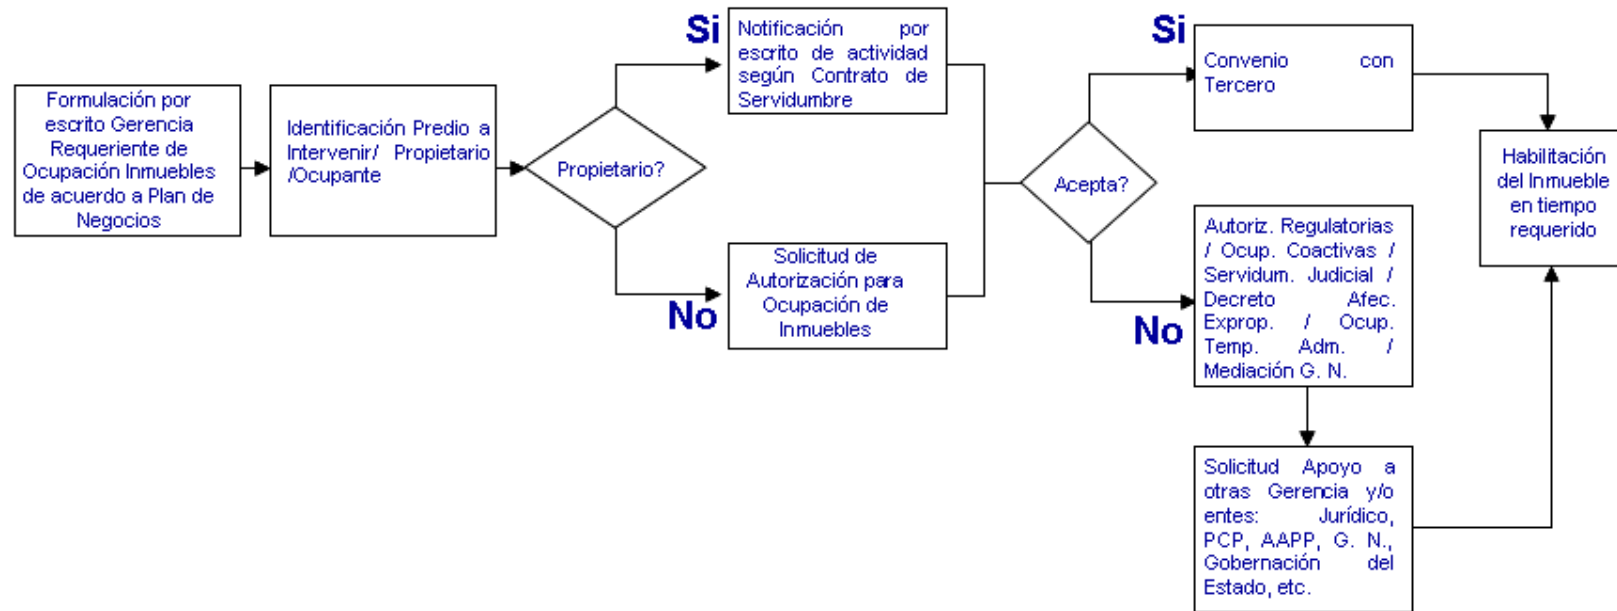 Formulación por
escrito Gerencia
Requeriente de
Ocupación Inmuebles
de acuerdo a Plan de
Negocios
Identificación Predio a
Intervenir/ Propietario
/Ocupante
Propietario?
Si
Notificación por
escrito de actividad
según Contrato de
Servidumbre
No
Solicitud de
Autorización para
Ocupación de
Inmuebles
Acepta?
Si
Convenio con
Tercero
No
Autoriz. Regulatorias
/ Ocup. Coactivas /
Servidum. Judicial /
Decreto Afec.
Exprop. / Ocup.
Temp. Adm. /
Mediación G. N.
Solicitud Apoyo a
otras Gerencia y/o
entes: Jurídico,
PCP, AAPP, G. N.,
Gobernación del
Estado, etc.
Habilitación
del Inmueble
en tiempo
requerido